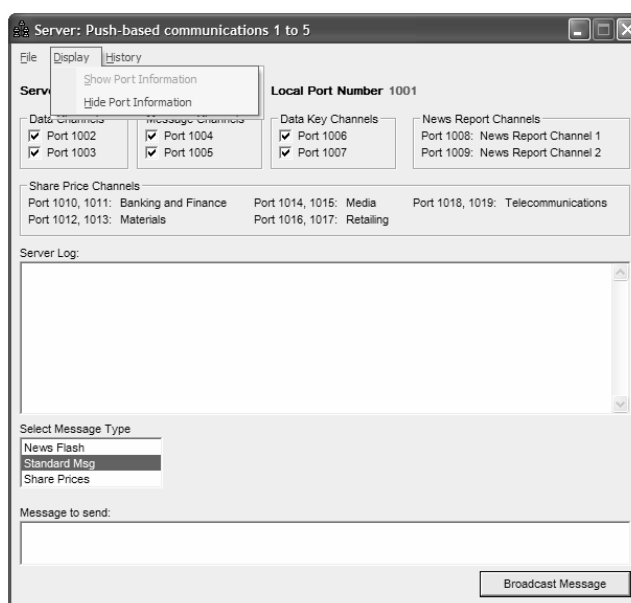 Server: Push-based communications 1 to 5
File Display History
Show Port Information
Hide Port Information
Local Port Number 1001
Data Channels Message Channels Data Key Channels News Report Channels
Port 1002 Port 1004 Port 1006 Port 1008: News Report Channel 1
Port 1003 Port 1005 Port 1007 Port 1009: News Report Channel 2
Share Price Channels
Port 1010, 1011: Banking and Finance Port 1014, 1015: Media Port 1018, 1019: Telecommunications
Port 1012, 1013: Materials Port 1016, 1017: Retailing
Server Log:
Select Message Type
News Flash
Standard Msg
Share Prices
Message to send:
Broadcast Message